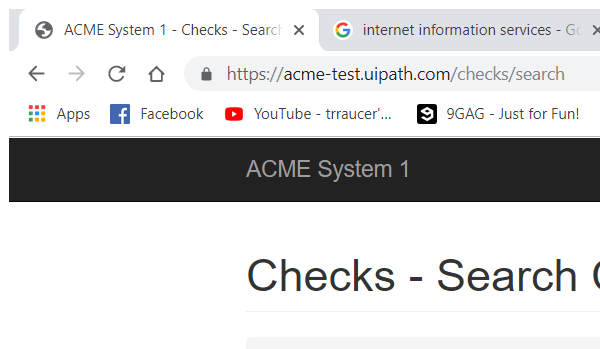 ACME System 1 - Checks - Search
internet information services - Go
https://acme-test.uipath.com/checks/search
Apps Facebook YouTube - trraucer'... 9GAG - Just for Fun!
ACME System 1
Checks - Search